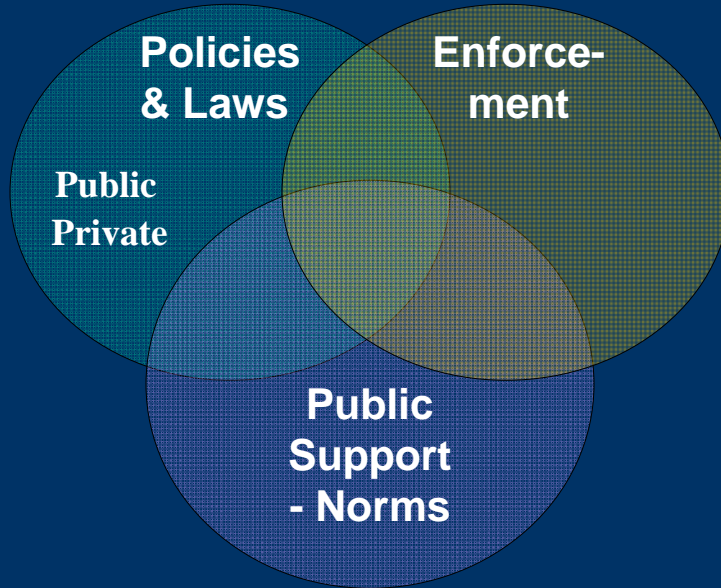 Policies
& Laws
Enforce-
ment
Public
Private
Public
Support
- Norms